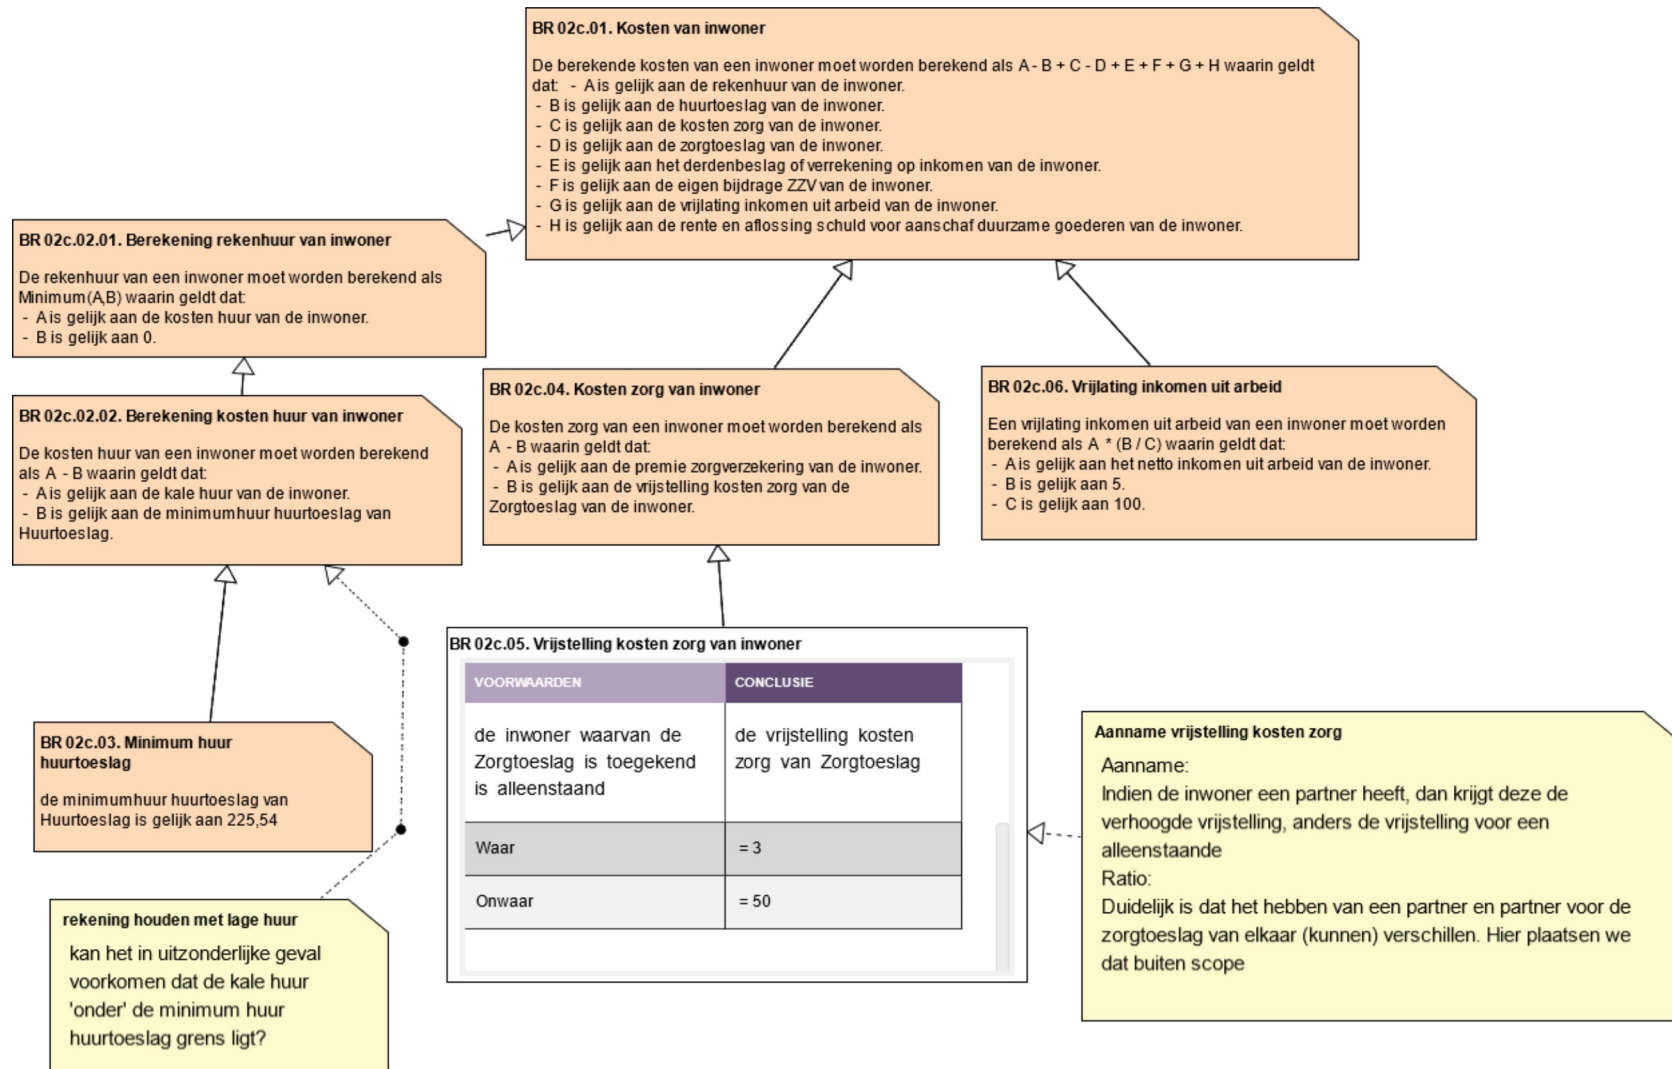 BR 02c.01. Kosten van inwoner
De berekende kosten van een inwoner moet worden berekend als A - B + C - D + E + F + G + H waarin geldt
dat: - A is gelijk aan de rekenhuur van de inwoner.
- B is gelijk aan de huurtoeslag van de inwoner.
- C is gelijk aan de kosten zorg van de inwoner.
- D is gelijk aan de zorgtoeslag van de inwoner.
- E is gelijk aan het derdenbeslag of verrekening op inkomen van de inwoner.
- F is gelijk aan de eigen bijdrage ZZV van de inwoner.
- G is gelijk aan de vrijlating inkomen uit arbeid van de inwoner.
- H is gelijk aan de rente en aflossing schuld voor aanschaf duurzame goederen van de inwoner.
BR 02c.02.01. Berekening rekenhuur van inwoner
De rekenhuur van een inwoner moet worden berekend als
Minimum(A,B) waarin geldt dat:
- A is gelijk aan de kosten huur van de inwoner.
- B is gelijk aan 0.
BR 02c.02.02. Berekening kosten huur van inwoner
De kosten huur van een inwoner moet worden berekend
als A - B waarin geldt dat:
- A is gelijk aan de kale huur van de inwoner.
- B is gelijk aan de minimumhuur huurtoeslag van
Huurtoeslag.
BR 02c.04. Kosten zorg van inwoner
De kosten zorg van een inwoner moet worden berekend als
A - B waarin geldt dat:
- A is gelijk aan de premie zorgverzekering van de inwoner.
- B is gelijk aan de vrijstelling kosten zorg van de
Zorgtoeslag van de inwoner.
BR 02c.06. Vrijlating inkomen uit arbeid
Een vrijlating inkomen uit arbeid van een inwoner moet worden
berekend als A * (B / C) waarin geldt dat:
- A is gelijk aan het netto inkomen uit arbeid van de inwoner.
- B is gelijk aan 5.
- C is gelijk aan 100.
BR 02c.03. Minimum huur
huurtoeslag
de minimumhuur huurtoeslag van
Huurtoeslag is gelijk aan 225,54
BR 02c.05. Vrijstelling kosten zorg van inwoner
VOORWAARDEN CONCLUSIE
de inwoner waarvan de de vrijstelling kosten
Zorgtoeslag is toegekend zorg van Zorgtoeslag
is alleenstaand
Waar = 3
Onwaar = 50
Aanname vrijstelling kosten zorg
Aanname:
Indien de inwoner een partner heeft, dan krijgt deze de
verhoogde vrijstelling, anders de vrijstelling voor een
alleenstaande
Ratio:
Duidelijk is dat het hebben van een partner en partner voor de
zorgtoeslag van elkaar (kunnen) verschillen. Hier plaatsen we
dat buiten scope
rekening houden met lage huur
kan het in uitzonderlijke geval
voorkomen dat de kale huur
'onder' de minimum huur
huurtoeslag grens ligt?